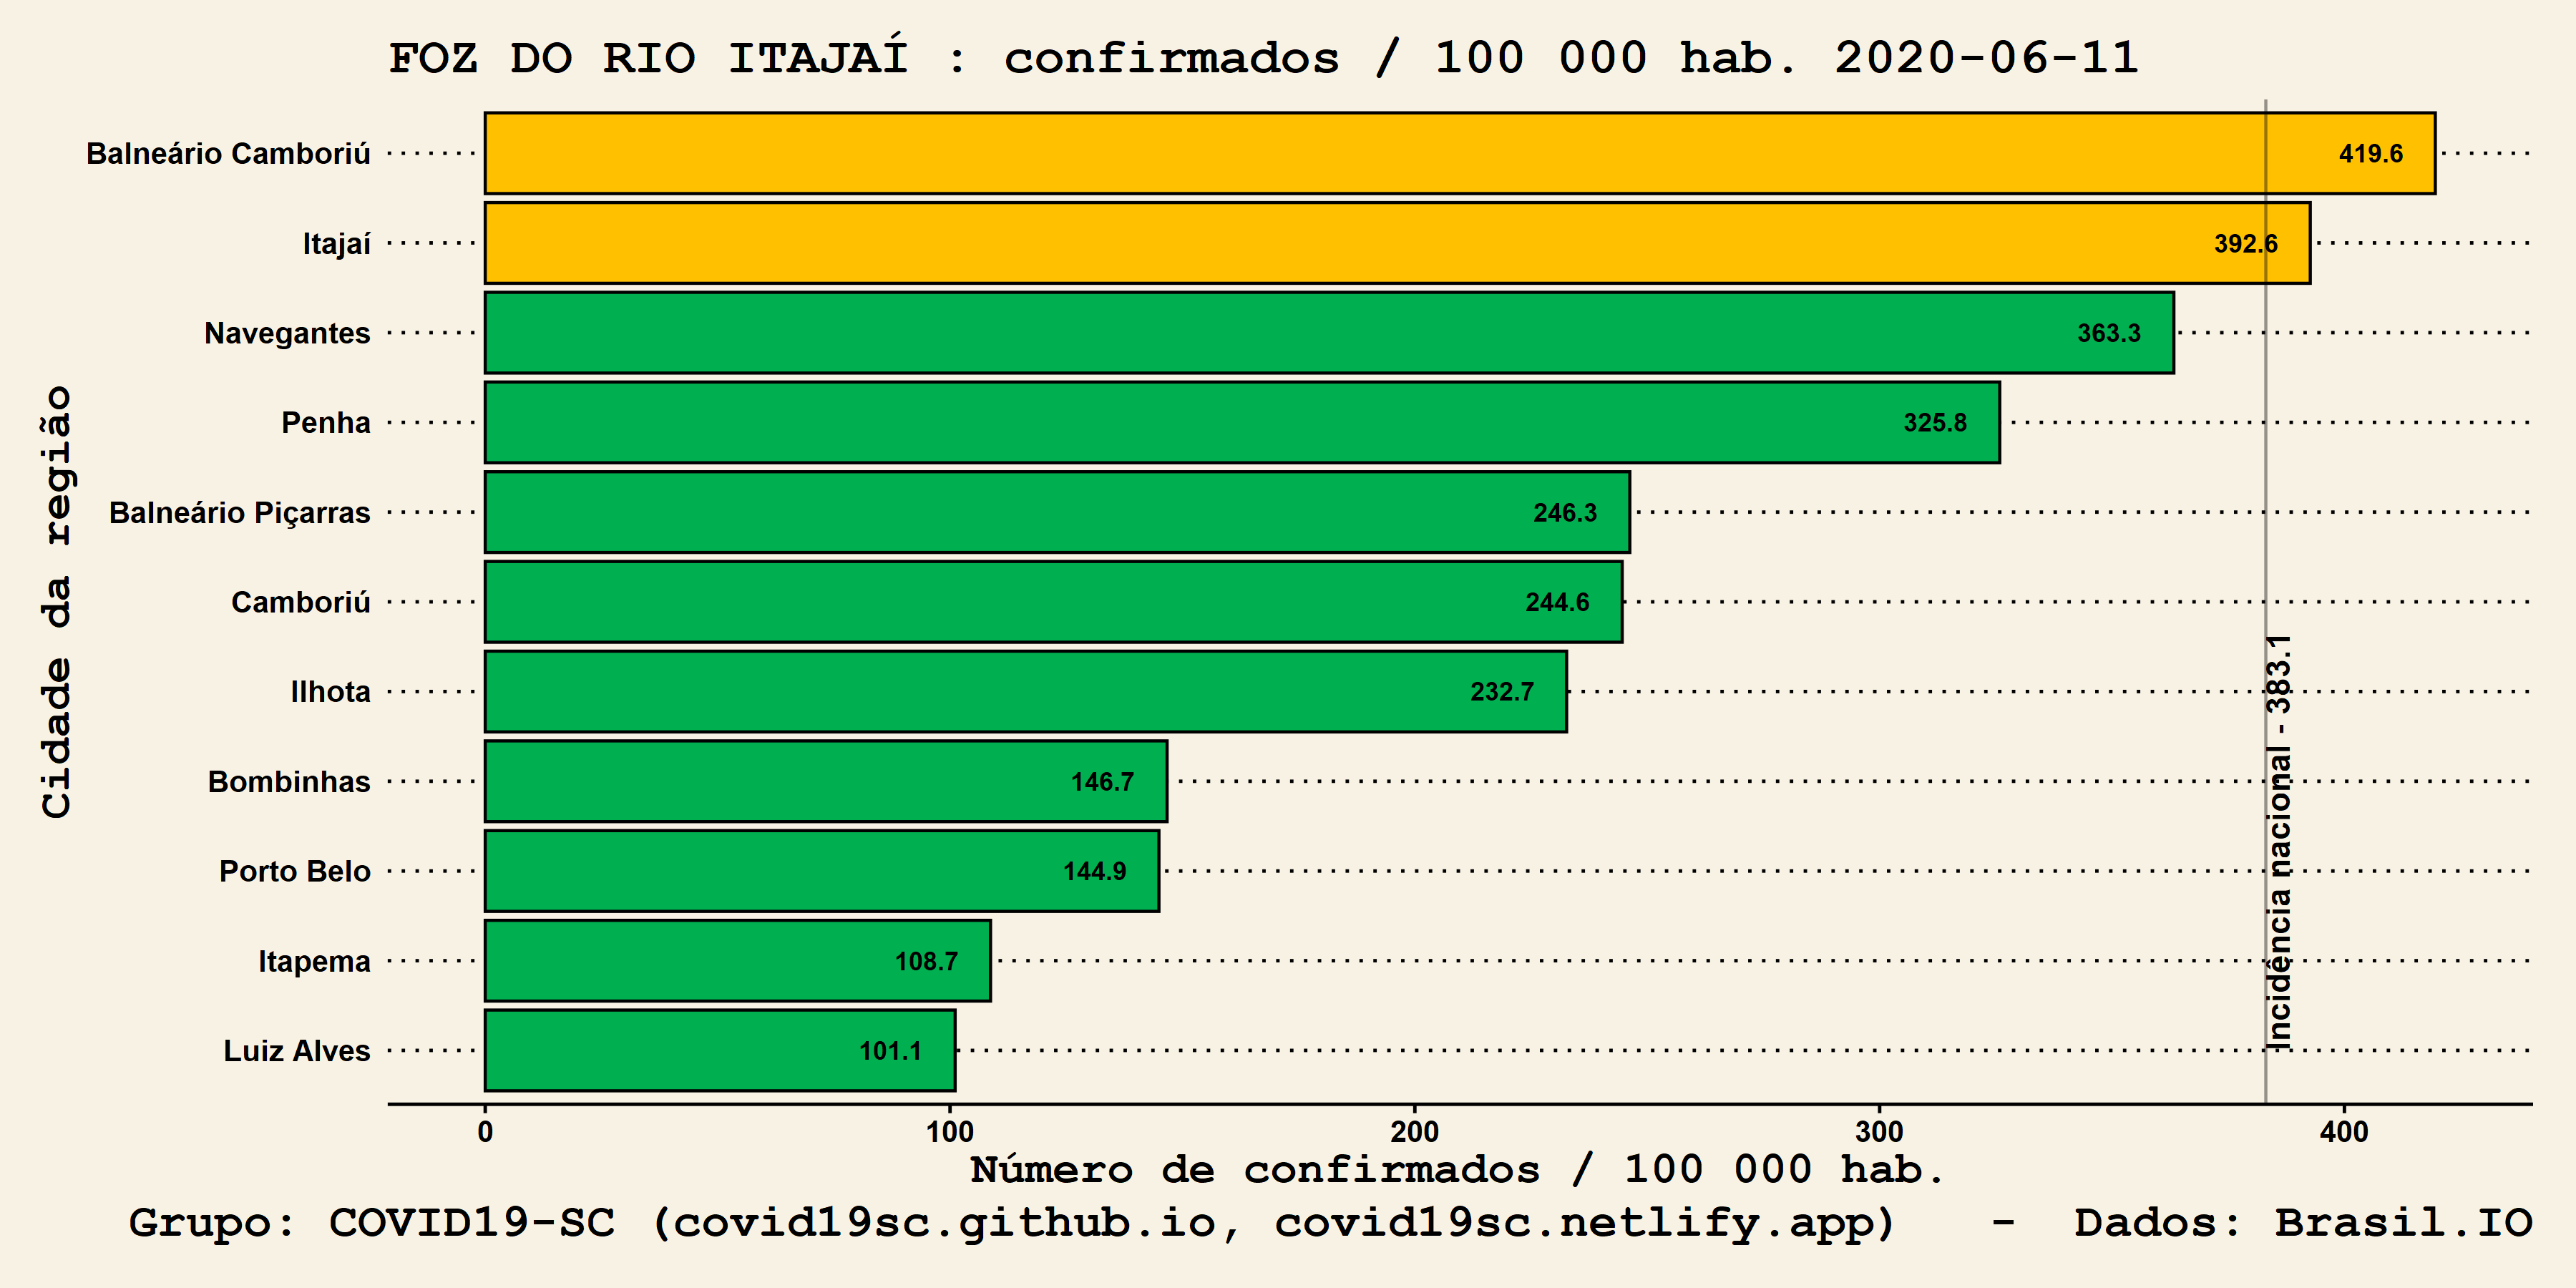 FOZ DO RIO ITAJAÍ : confirmados / 100 000 hab. 2020-06-11
Balneário Camboriú 419.6
Itajaí 392.6
Navegantes 363.3
Penha 325.8
Balneário Piçarras 246.3
Camboriú 244.6
Ilhota 232.7
Bombinhas 146.7
Porto Belo 144.9
Itapema 108.7
Luiz Alves 101.1
Cidade da região
Incidência nacional - 383.1
0 100 200 300 400
Número de confirmados / 100 000 hab.
Grupo: COVID19-SC (covid19sc.github.io, covid19sc.netlify.app) - Dados: Brasil.IO